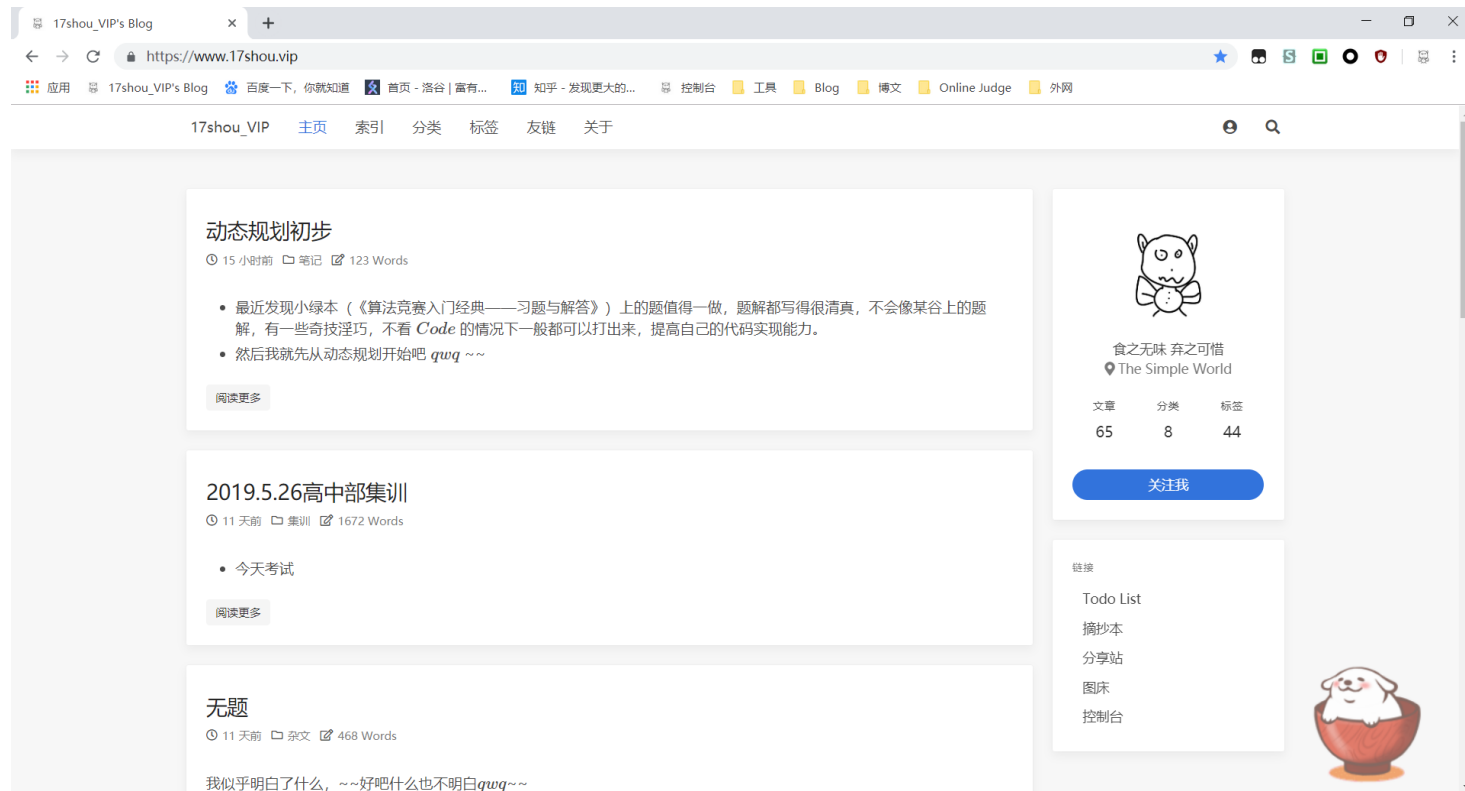 17shou_VIP's Blog
https://www.17shou.vip
应用 17shou_VIP's Blog 百度一下，你就知道 首页 - 洛谷 | 富有... 知 知乎 - 发现更大的... 控制台 工具 Blog 博文 Online Judge 外网
17shou_VIP 主页 索引 分类 标签 友链 关于
动态规划初步
15 小时前 笔记 123 Words
最近发现小绿本（《算法竞赛入门经典——习题与解答》）上的题值得一做，题解都写得很清真，不会像某谷上的题
解，有一些奇技淫巧，不看 Code 的情况下一般都可以打出来，提高自己的代码实现能力。
然后我就先从动态规划开始吧 qwq ~~
阅读更多
2019.5.26高中部集训
11 天前 集训 1672 Words
今天考试
阅读更多
无题
11 天前 杂文 468 Words
我似乎明白了什么，~~好吧什么也不明白qwq~~
食之无味 弃之可惜
The Simple World
文章 分类 标签
65 8 44
关注我
链接
Todo List
摘抄本
分享站
图床
控制台